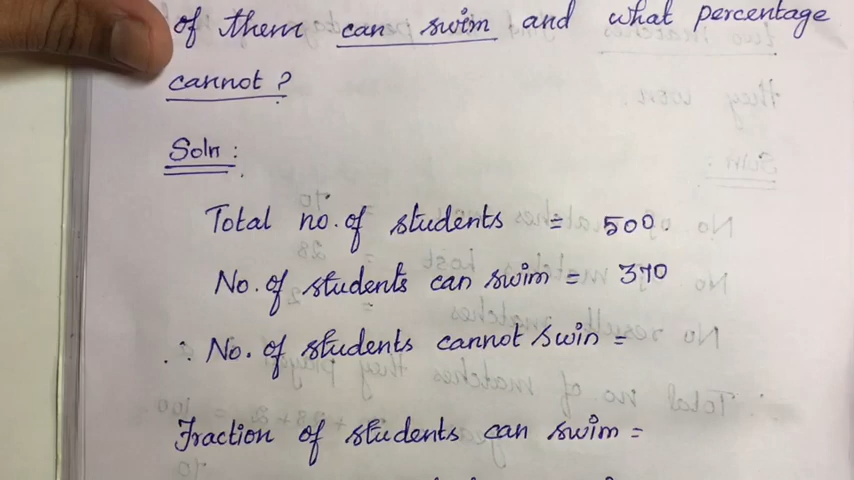 of them can swim and what percentage
cannot ?
Soln :
Total no. of students = 500.
No. of students can swim = 370
∴ No. of students cannot swin =
Fraction of students can swim =